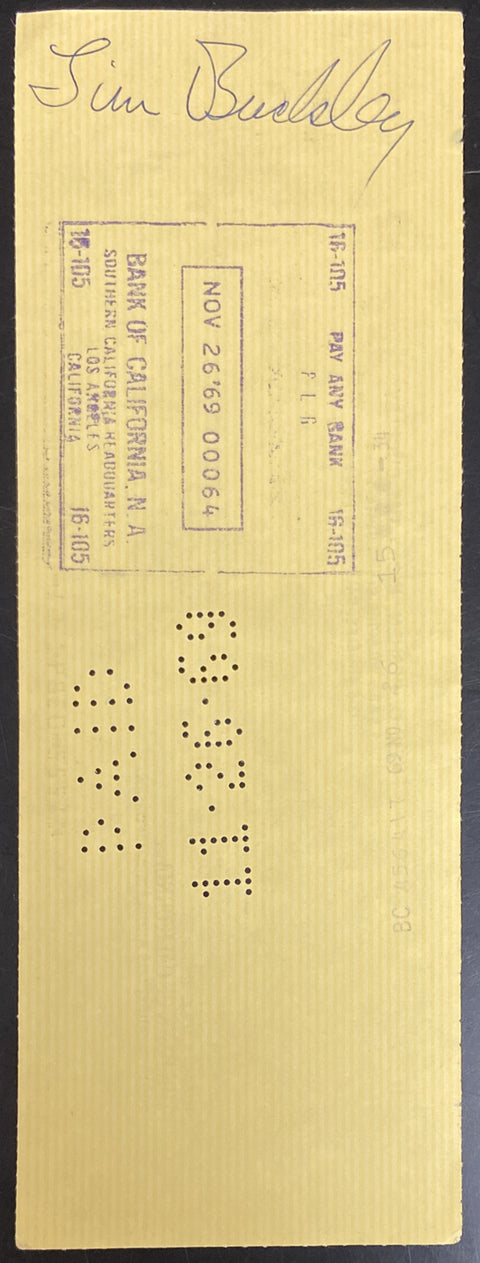 Tim Buckley
16-105 PAY ANY BANK 16-105
P L G
NOV 26'69 00064
BANK OF CALIFORNIA, N A
SOUTHERN CALIFORNIA HEADQUARTERS
LOS ANGELES
CALIFORNIA
16-105 16-105
PAID
11-26-69